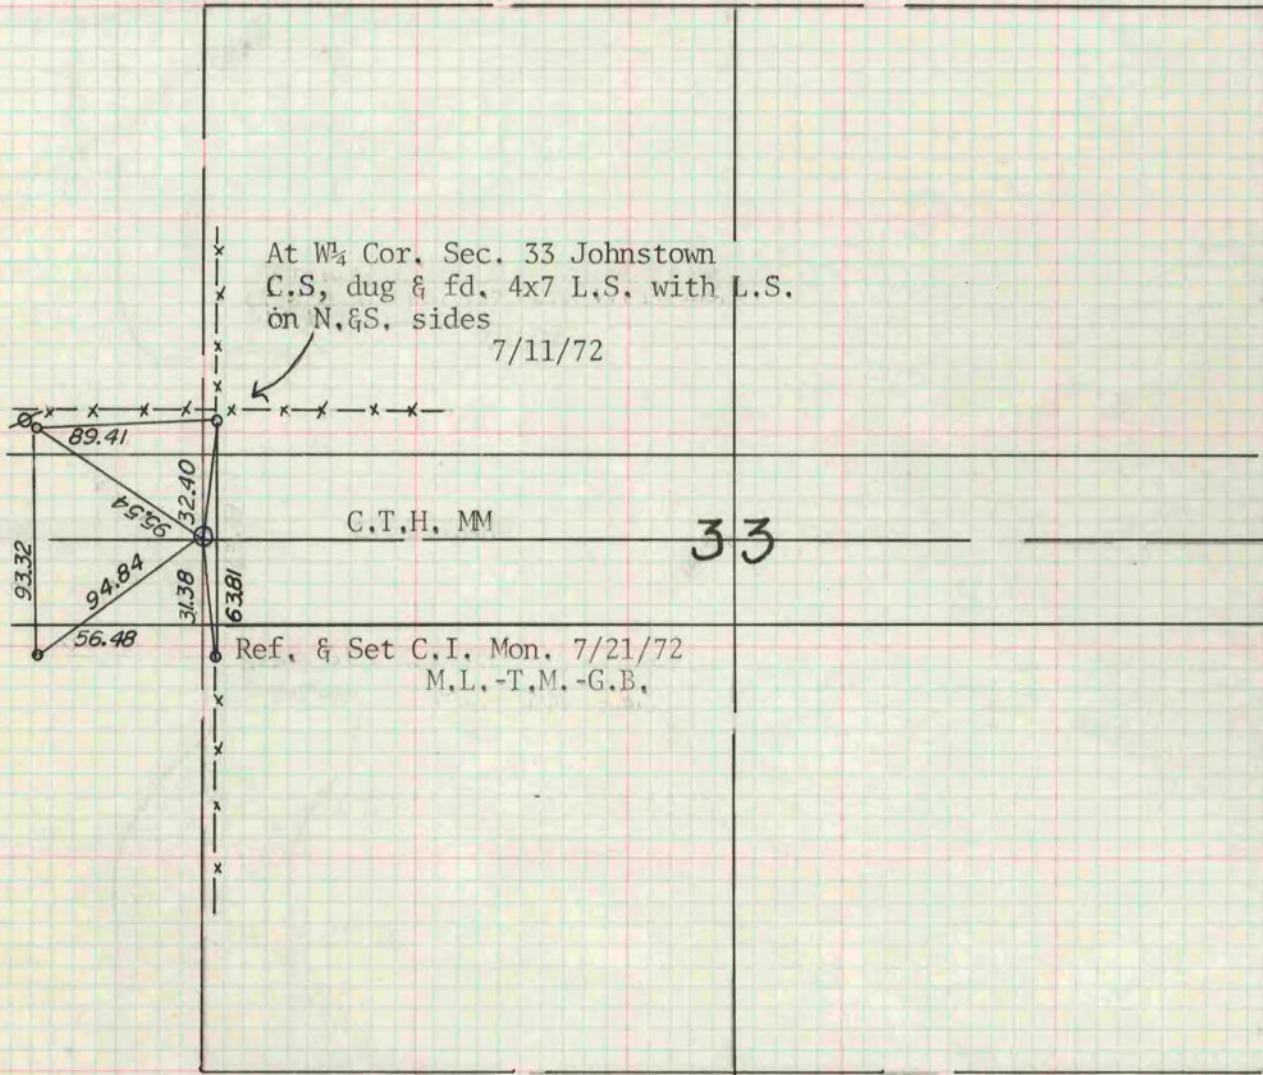 At W¼ Cor. Sec. 33 Johnstown
C.S, dug & fd. 4x7 L.S. with L.S.
on N.&S. sides
7/11/72
89.41
32.40
95.54
C.T.H. MM
33
93.32
94.84
31.38
63.81
56.48
Ref. & Set C.I. Mon. 7/21/72
M.L.-T.M.-G.B.